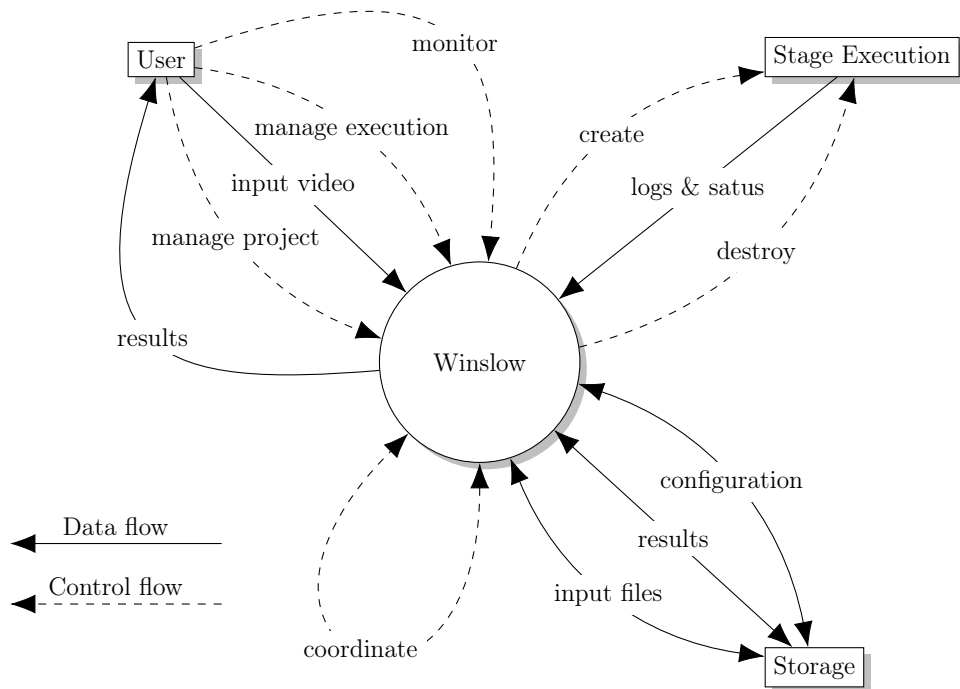 monitor
User
Stage Execution
manage execution
create
input video
logs & satus
manage project
destroy
results
Winslow
configuration
Data flow
results
Control flow
input files
coordinate
Storage